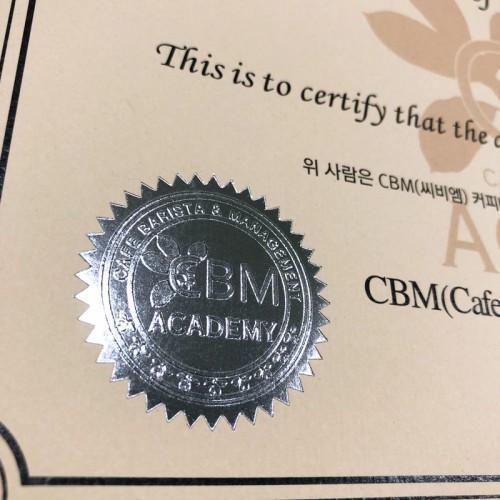 This is to certify that the
위 사람은 CBM(씨비엠) 커피
CBM(Cafe
CAFE BARISTA & MANAGEMENT
CBM
ACADEMY